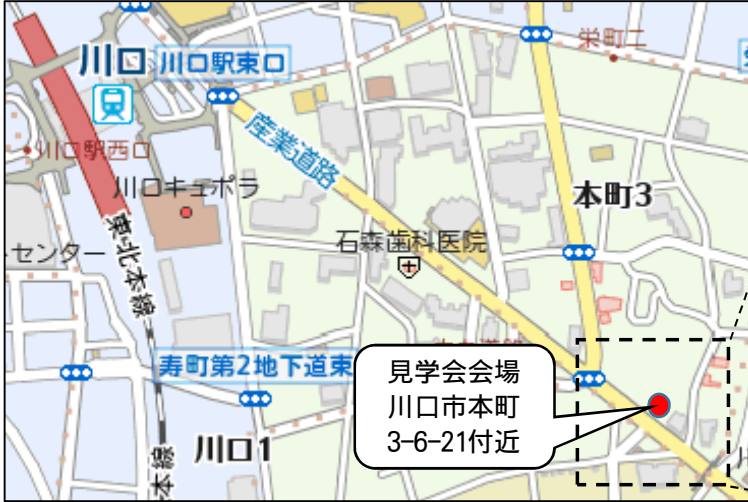 川口
川口駅東口
栄町二
産業道路
川口駅西口
川口キュポラ
本町3
石森歯科医院
センター
東北本線
寿町第2地下道東
見学会会場
川口市本町
3-6-21付近
川口1
本線